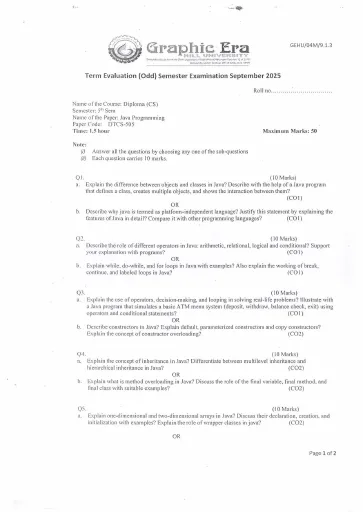 GEHU/04M/9.1.3
Graphic Era
HILL UNIVERSITY
Term Evaluation (Odd) Semester Examination September 2025
Roll no..............................
Name of the Course: Diploma (CS)
Semester: 5th Sem
Name of the Paper: Java Programming
Paper Code: DTCS-505
Time: 1.5 hour Maximum Marks: 50
Note:
i) Answer all the questions by choosing any one of the sub-questions
ii) Each question carries 10 marks.
Q1. (10 Marks)
a. Explain the difference between objects and classes in Java? Describe with the help of a Java program
that defines a class, creates multiple objects, and shows the interaction between them?
(CO1)
OR
b. Describe why java is termed as platform-independent language? Justify this statement by explaining the
features of Java in detail? Compare it with other programming languages? (CO1)
Q2. (10 Marks)
a. Describe the role of different operators in Java: arithmetic, relational, logical and conditional? Support
your explanation with programs? (CO1)
OR
b. Explain while, do-while, and for loops in Java with examples? Also explain the working of break,
continue, and labeled loops in Java? (CO1)
Q3. (10 Marks)
a. Explain the use of operators, decision-making, and looping in solving real-life problems? Illustrate with
a Java program that simulates a basic ATM menu system (deposit, withdraw, balance check, exit) using
operators and conditional statements? (CO1)
OR
b. Describe constructors in Java? Explain default, parameterized constructors and copy constructors?
Explain the concept of constructor overloading? (CO2)
Q4. (10 Marks)
a. Explain the concept of inheritance in Java? Differentiate between multilevel inheritance and
hierarchical inheritance in Java? (CO2)
OR
b. Explain what is method overloading in Java? Discuss the role of the final variable, final method, and
final class with suitable examples? (CO2)
Q5. (10 Marks)
a. Explain one-dimensional and two-dimensional arrays in Java? Discuss their declaration, creation, and
initialization with examples? Explain the role of wrapper classes in java? (CO2)
OR
Page 1 of 2